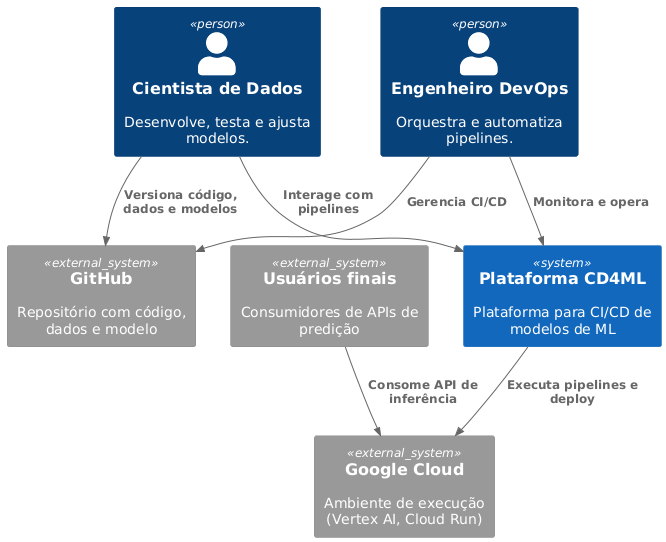 «person»
Cientista de Dados
Desenvolve, testa e ajusta
modelos.
«person»
Engenheiro DevOps
Orquestra e automatiza
pipelines.
Versiona código,
dados e modelos
Interage com
pipelines
Gerencia CI/CD
Monitora e opera
«external_system»
GitHub
Repositório com código,
dados e modelo
«external_system»
Usuários finais
Consumidores de APIs de
predição
«system»
Plataforma CD4ML
Plataforma para CI/CD de
modelos de ML
Consome API de
inferência
Executa pipelines e
deploy
«external_system»
Google Cloud
Ambiente de execução
(Vertex AI, Cloud Run)